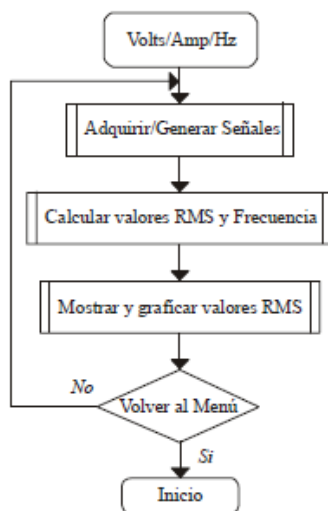 Volts/Amp/Hz
Adquirir/Generar Señales
Calcular valores RMS y Frecuencia
Mostrar y graficar valores RMS
No
Volver al Menú
Si
Inicio